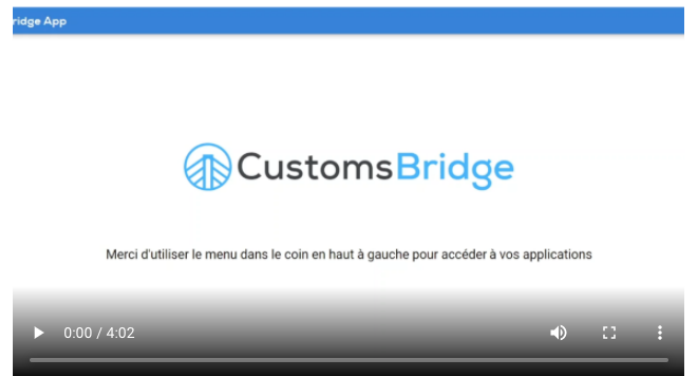 ridge App
CustomsBridge
Merci d'utiliser le menu dans le coin en haut à gauche pour accéder à vos applications
0:00 / 4:02